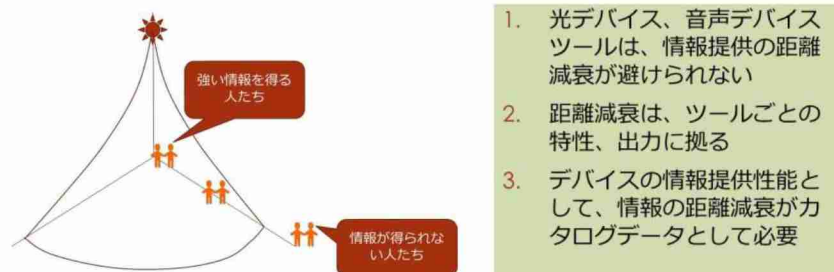 強い情報を得る
人たち
情報が得られな
い人たち
1. 光デバイス、音声デバイス
ツールは、情報提供の距離
減衰が避けられない
2. 距離減衰は、ツールごとの
特性、出力に拠る
3. デバイスの情報提供性能と
して、情報の距離減衰がカ
タログデータとして必要